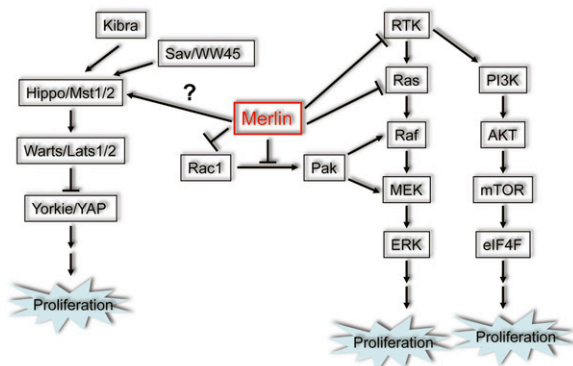 Kibra
Sav/WW45
Hippo/Mst1/2
Warts/Lats1/2
Yorkie/YAP
Proliferation
?
Merlin
Rac1
Pak
RTK
Ras
Raf
MEK
ERK
Proliferation
PI3K
AKT
mTOR
eIF4F
Proliferation